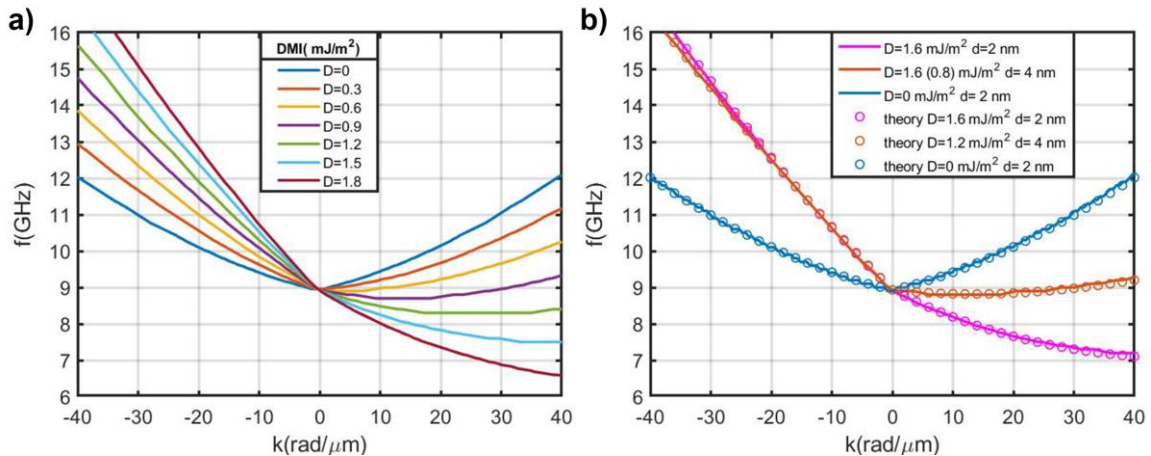 a)
16
15
14
13
12
11
10
9
8
7
6
f(GHz)
-40 -30 -20 -10 0 10 20 30 40
k(rad/μm)
DMI( mJ/m²)
D=0
D=0.3
D=0.6
D=0.9
D=1.2
D=1.5
D=1.8
b)
16
15
14
13
12
11
10
9
8
7
6
f(GHz)
-40 -30 -20 -10 0 10 20 30 40
k(rad/μm)
D=1.6 mJ/m² d=2 nm
D=1.6 (0.8) mJ/m² d= 4 nm
D=0 mJ/m² d= 2 nm
theory D=1.6 mJ/m² d= 2 nm
theory D=1.2 mJ/m² d= 4 nm
theory D=0 mJ/m² d= 2 nm